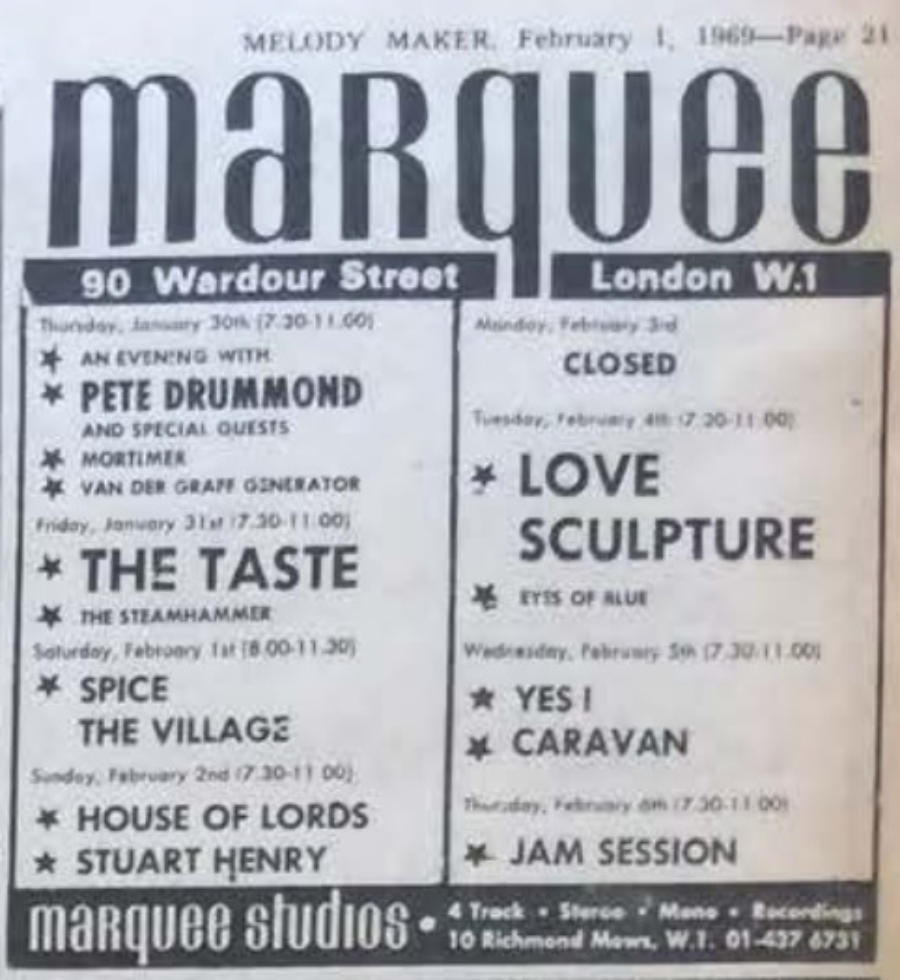 MELODY MAKER, February 1, 1969—Page 21
marquee
90 Wardour Street
London W.1
Thursday, January 30th (7.30-11.00)
AN EVENING WITH
PETE DRUMMOND
AND SPECIAL GUESTS
MORTIMER
VAN DER GRAFF GENERATOR
Friday, January 31st (7.30-11.00)
THE TASTE
THE STEAMHAMMER
Saturday, February 1st (8.00-11.30)
SPICE
THE VILLAGE
Sunday, February 2nd (7.30-11.00)
HOUSE OF LORDS
STUART HENRY
Monday, February 3rd
CLOSED
Tuesday, February 4th (7.30-11.00)
LOVE
SCULPTURE
EYES OF BLUE
Wednesday, February 5th (7.30-11.00)
YES !
CARAVAN
Thursday, February 6th (7.30-11.00)
JAM SESSION
marquee studios •
4 Track • Stereo • Mono • Recordings
10 Richmond Mews, W.1. 01-437 6731